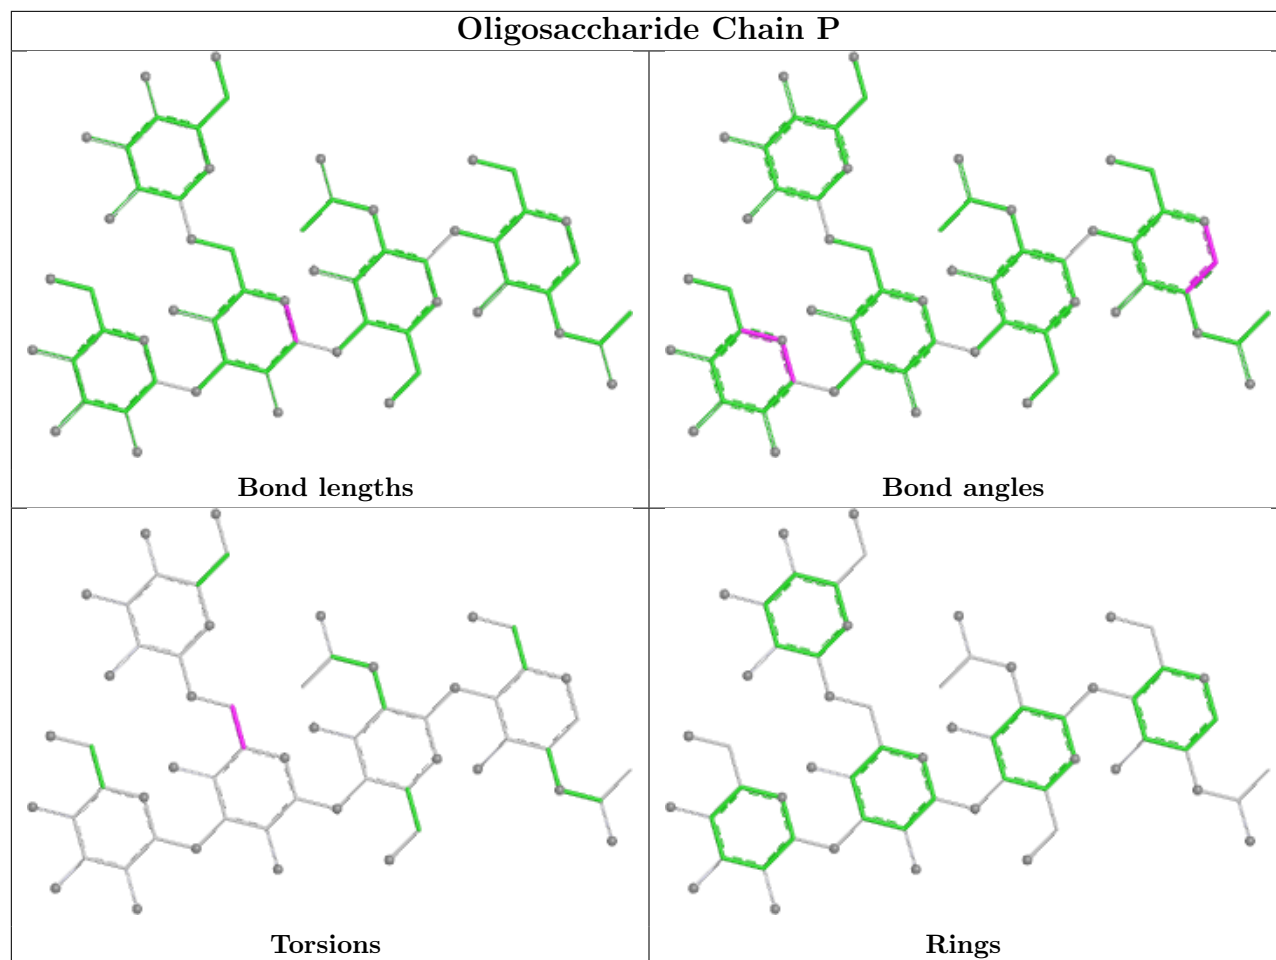 Oligosaccharide Chain P
Bond lengths
Bond angles
Torsions
Rings